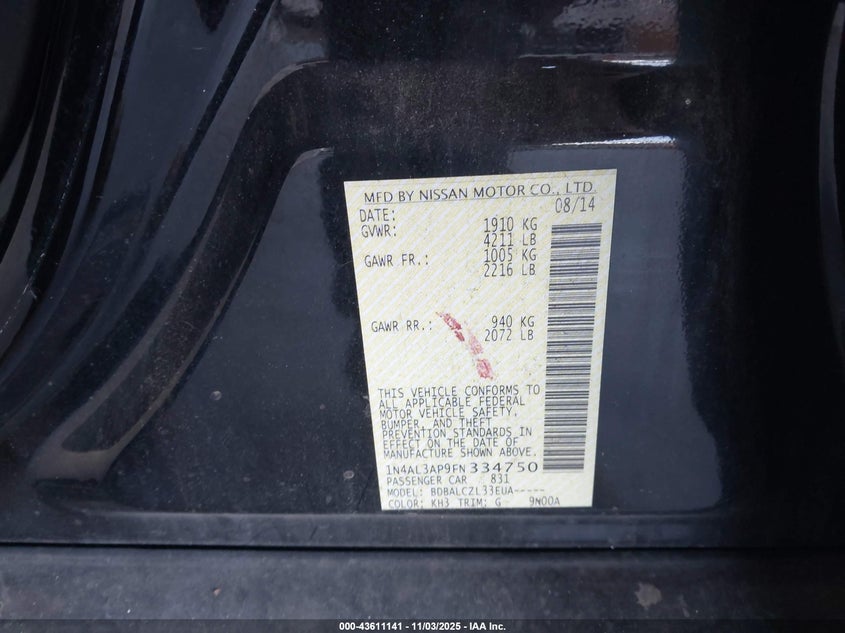 MFD BY NISSAN MOTOR CO., LTD.
DATE: 08/14
GVWR: 1910 KG
4211 LB
GAWR FR.: 1005 KG
2216 LB
GAWR RR.: 940 KG
2072 LB
THIS VEHICLE CONFORMS TO
ALL APPLICABLE FEDERAL
MOTOR VEHICLE SAFETY,
BUMPER, AND THEFT
PREVENTION STANDARDS IN
EFFECT ON THE DATE OF
MANUFACTURE SHOWN ABOVE.
1N4AL3AP9FN334750
PASSENGER CAR 831
MODEL: BDBALCZL33EUA-----
COLOR: KH3 TRIM: G 9N00A
000-43611141 - 11/03/2025 - IAA Inc.